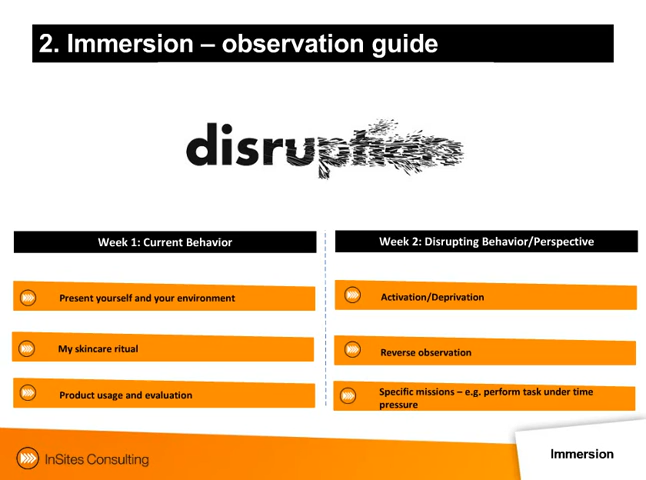 2. Immersion – observation guide
disruption
Week 1: Current Behavior
Present yourself and your environment
My skincare ritual
Product usage and evaluation
Week 2: Disrupting Behavior/Perspective
Activation/Deprivation
Reverse observation
Specific missions – e.g. perform task under time
pressure
InSites Consulting
Immersion